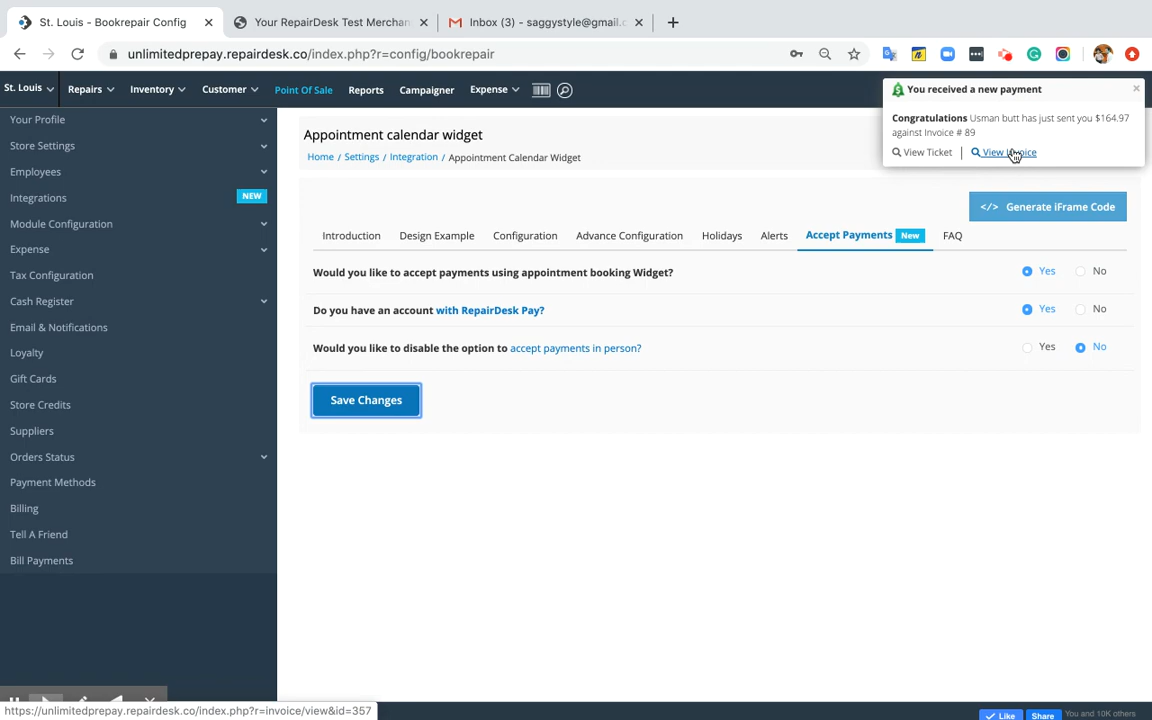 St. Louis - Bookrepair Config
Your RepairDesk Test Merchan
Inbox (3) - saggystyle@gmail.c
unlimitedprepay.repairdesk.co/index.php?r=config/bookrepair
St. Louis
Repairs
Inventory
Customer
Point Of Sale
Reports
Campaigner
Expense
You received a new payment
Congratulations Usman butt has just sent you $164.97
against Invoice # 89
View Ticket | View Invoice
Your Profile
Store Settings
Employees
Integrations NEW
Module Configuration
Expense
Tax Configuration
Cash Register
Email & Notifications
Loyalty
Gift Cards
Store Credits
Suppliers
Orders Status
Payment Methods
Billing
Tell A Friend
Bill Payments
Appointment calendar widget
Home / Settings / Integration / Appointment Calendar Widget
</> Generate iFrame Code
Introduction
Design Example
Configuration
Advance Configuration
Holidays
Alerts
Accept Payments New
FAQ
Would you like to accept payments using appointment booking Widget? Yes No
Do you have an account with RepairDesk Pay? Yes No
Would you like to disable the option to accept payments in person? Yes No
Save Changes
https://unlimitedprepay.repairdesk.co/index.php?r=invoice/view&id=357
Like
Share
You and 10K others